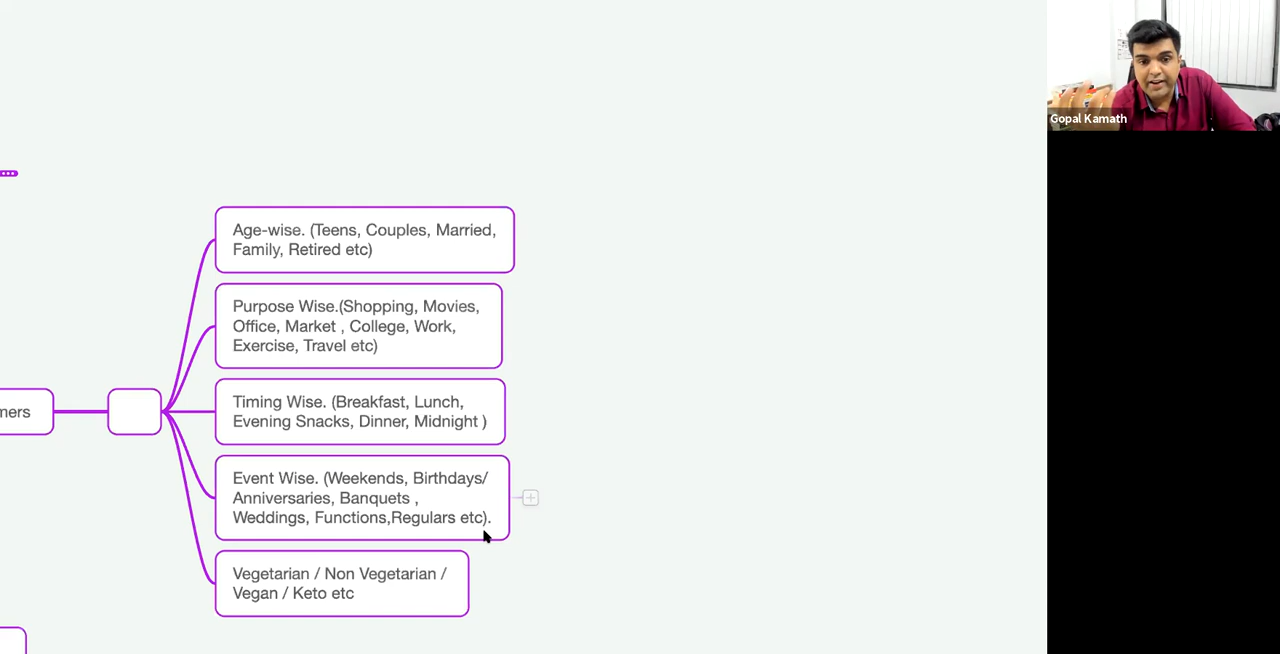 Gopal Kamath
Age-wise. (Teens, Couples, Married,
Family, Retired etc)
Purpose Wise.(Shopping, Movies,
Office, Market , College, Work,
Exercise, Travel etc)
Timing Wise. (Breakfast, Lunch,
Evening Snacks, Dinner, Midnight )
mers
Event Wise. (Weekends, Birthdays/
Anniversaries, Banquets ,
Weddings, Functions,Regulars etc).
Vegetarian / Non Vegetarian /
Vegan / Keto etc